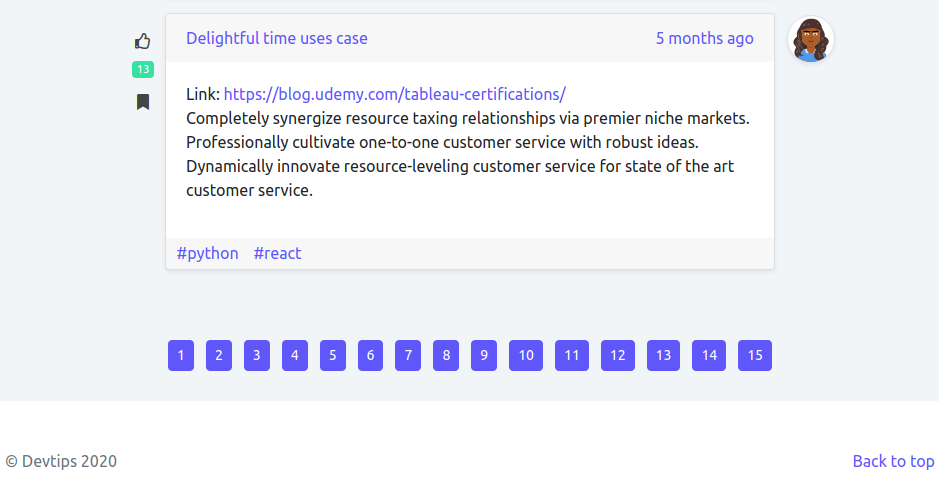 Delightful time uses case 5 months ago
13
Link: https://blog.udemy.com/tableau-certifications/
Completely synergize resource taxing relationships via premier niche markets.
Professionally cultivate one-to-one customer service with robust ideas.
Dynamically innovate resource-leveling customer service for state of the art
customer service.
#python #react
1 2 3 4 5 6 7 8 9 10 11 12 13 14 15
© Devtips 2020 Back to top